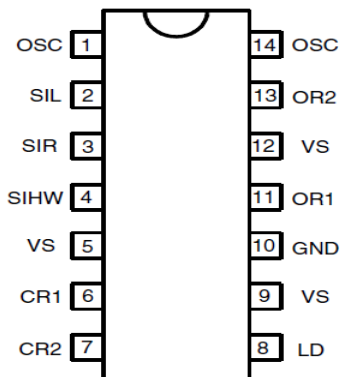 OSC 1 14 OSC
SIL 2 13 OR2
SIR 3 12 VS
SIHW 4 11 OR1
VS 5 10 GND
CR1 6 9 VS
CR2 7 8 LD